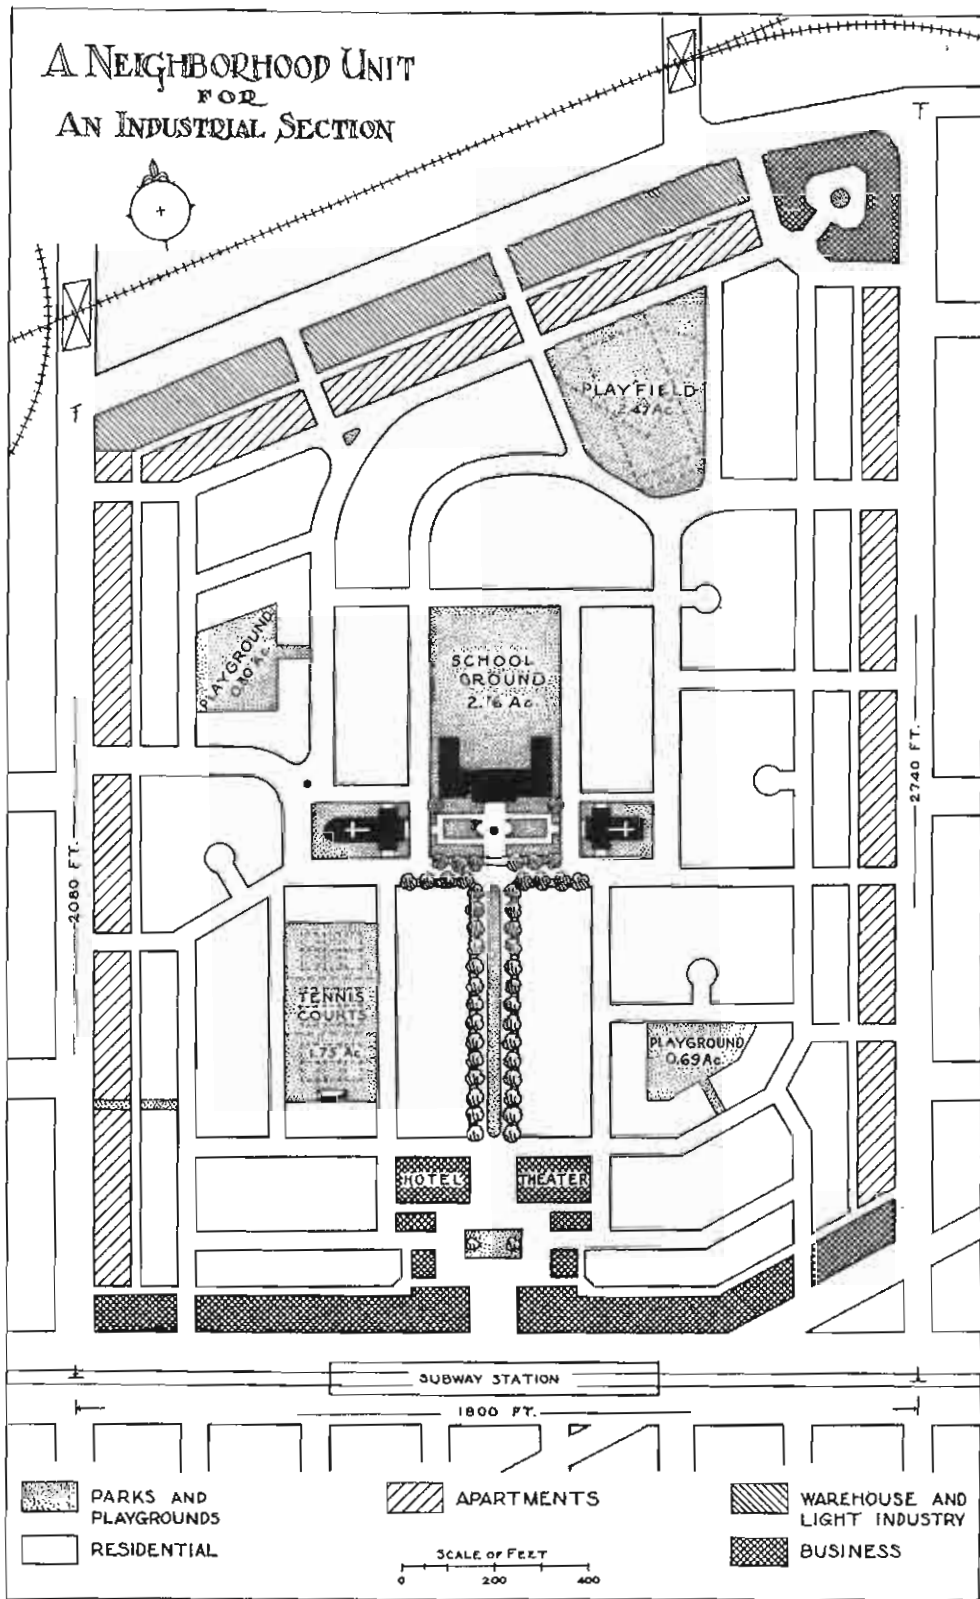 A NEIGHBORHOOD UNIT
FOR
AN INDUSTRIAL SECTION
PLAYFIELD
2.47 Ac.
PLAYGROUND
0.80 Ac.
SCHOOL
GROUND
2.16 Ac.
2740 FT.
2080 FT.
TENNIS
COURTS
1.75 Ac.
PLAYGROUND
0.69 Ac.
HOTEL
THEATER
SUBWAY STATION
1800 FT.
PARKS AND
PLAYGROUNDS
RESIDENTIAL
APARTMENTS
SCALE OF FEET
0 200 400
WAREHOUSE AND
LIGHT INDUSTRY
BUSINESS